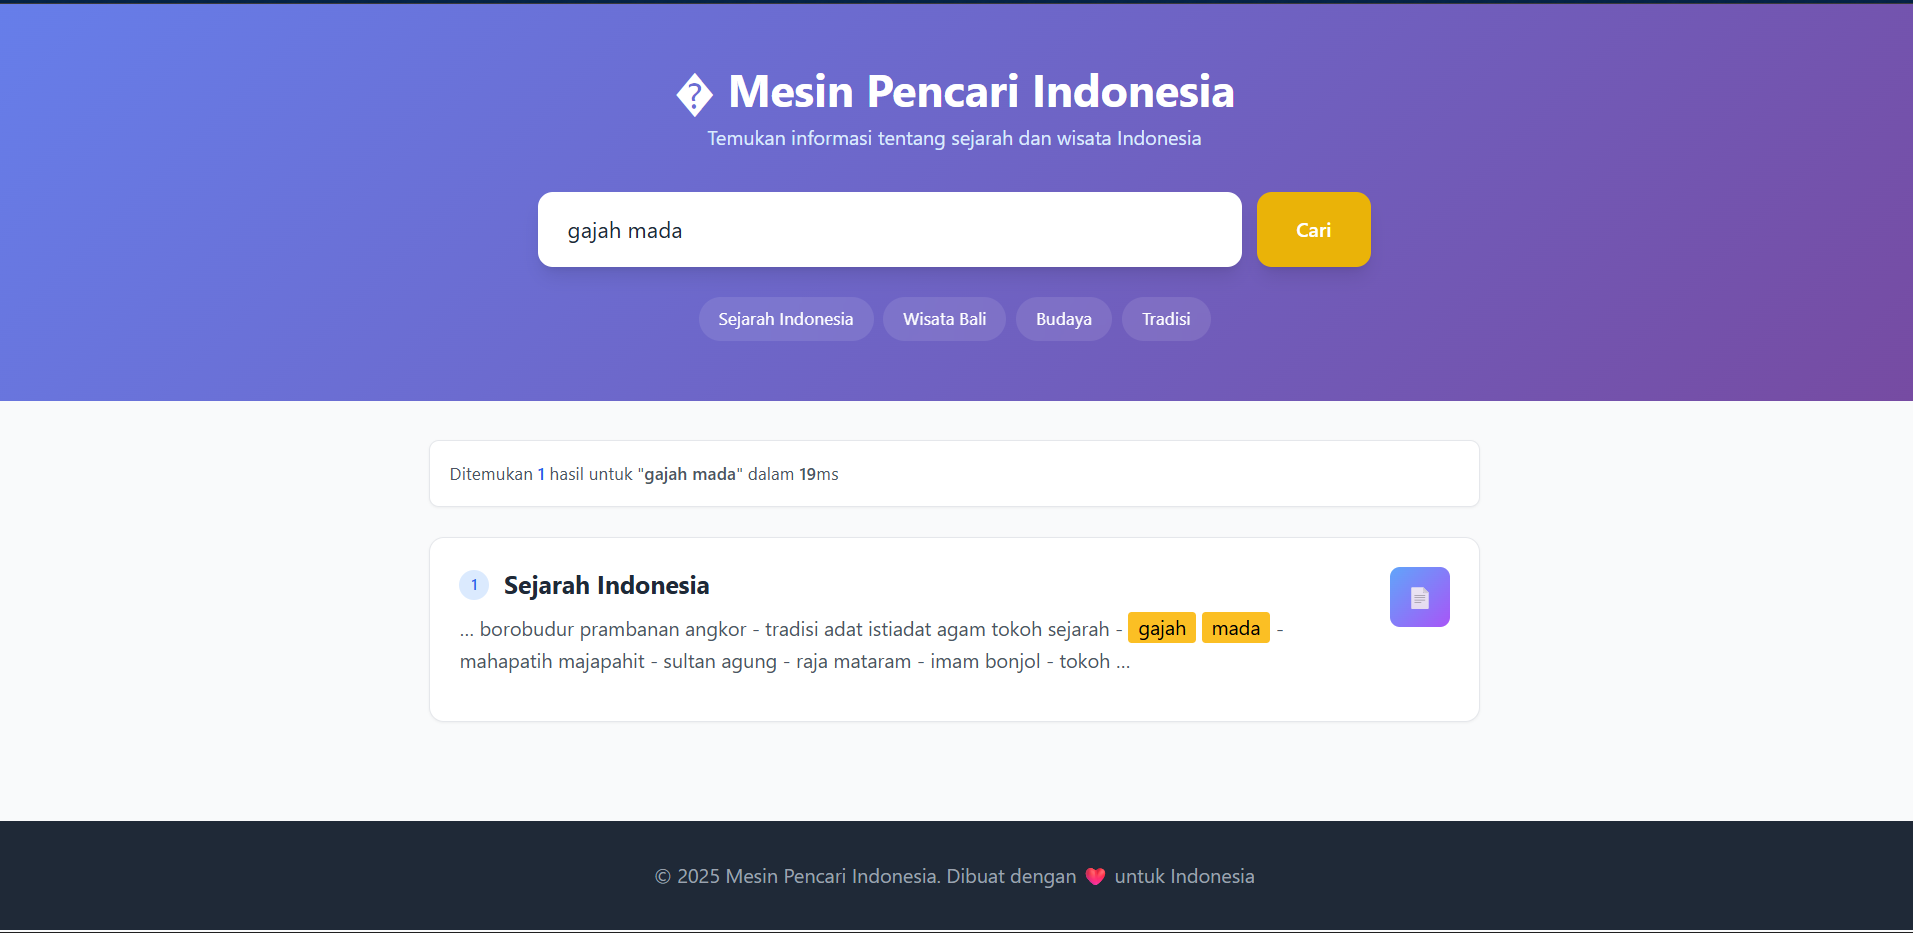 � Mesin Pencari Indonesia
Temukan informasi tentang sejarah dan wisata Indonesia
gajah mada
Cari
Sejarah Indonesia
Wisata Bali
Budaya
Tradisi
Ditemukan 1 hasil untuk "gajah mada" dalam 19ms
1
Sejarah Indonesia
... borobudur prambanan angkor - tradisi adat istiadat agam tokoh sejarah - gajah mada -
mahapatih majapahit - sultan agung - raja mataram - imam bonjol - tokoh ...
© 2025 Mesin Pencari Indonesia. Dibuat dengan ❤️ untuk Indonesia